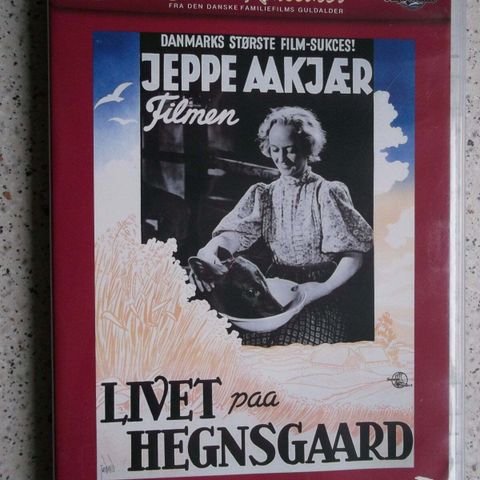 FRA DEN DANSKE FAMILIEFILMS GULDALDER
DANMARKS STØRSTE FILM-SUKCES!
JEPPE AAKJÆR
Filmen
LIVET paa
HEGNSGAARD